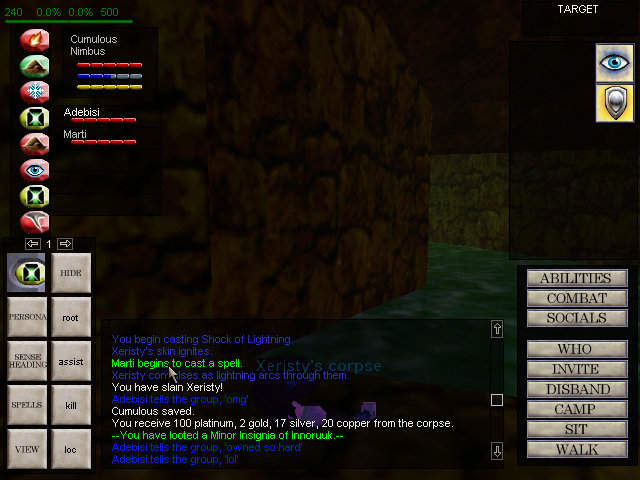 240 0.0% 0.0% 500
TARGET
Cumulous
Nimbus
Adebisi
Marti
1
HIDE
PERSONA
root
SENSE
HEADING
assist
SPELLS
kill
VIEW
loc
Xeristy's corpse
You begin casting Shock of Lightning.
Xeristy's skin ignites.
Marti begins to cast a spell.
Xeristy convulses as lightning arcs through them.
You have slain Xeristy!
Adebisi tells the group, 'omg'
Cumulous saved.
You receive 100 platinum, 2 gold, 17 silver, 20 copper from the corpse.
--You have looted a Minor Insignia of Innoruuk.--
Adebisi tells the group, 'owned so hard'
Adebisi tells the group, 'lol'
ABILITIES
COMBAT
SOCIALS
WHO
INVITE
DISBAND
CAMP
SIT
WALK